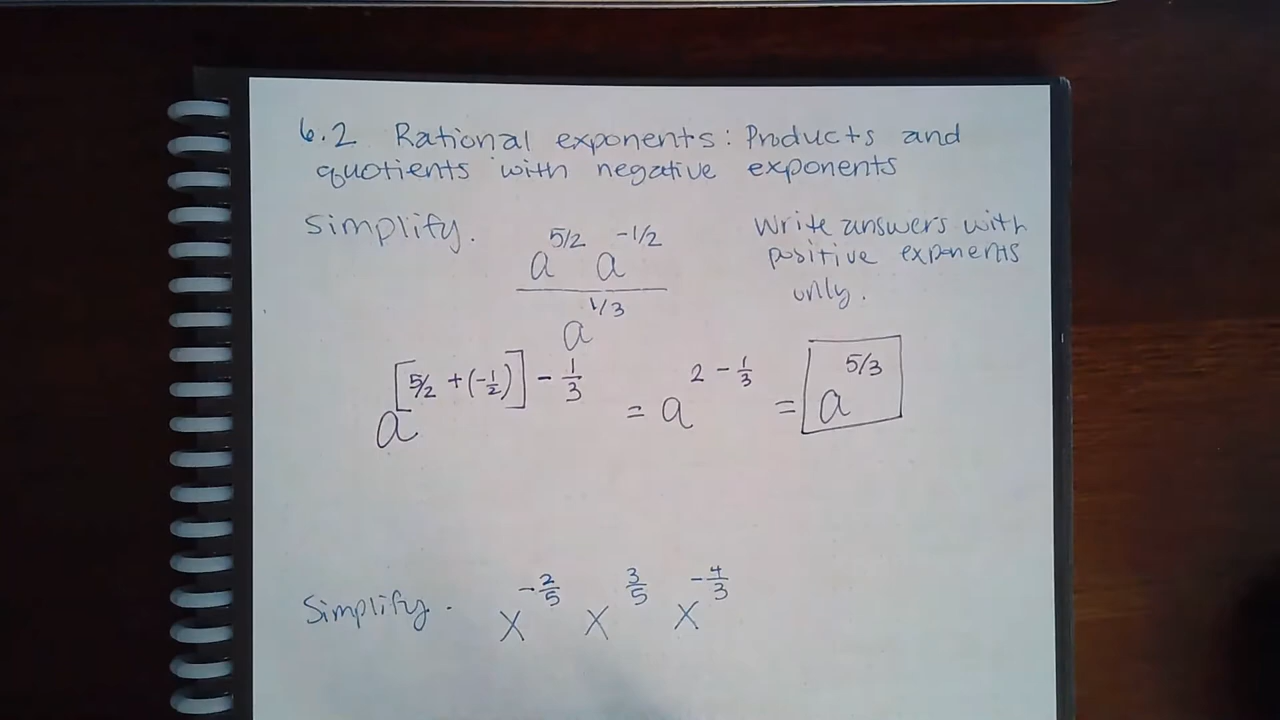 6.2 Rational exponents: Products and
quotients with negative exponents
Simplify.
Write answers with
positive exponents
only.
a^5/2 a^-1/2
a^1/3
a^[5/2 + (-1/2)] - 1/3 = a^2 - 1/3 = a^5/3
Simplify. x^-2/5 x^3/5 x^-4/3